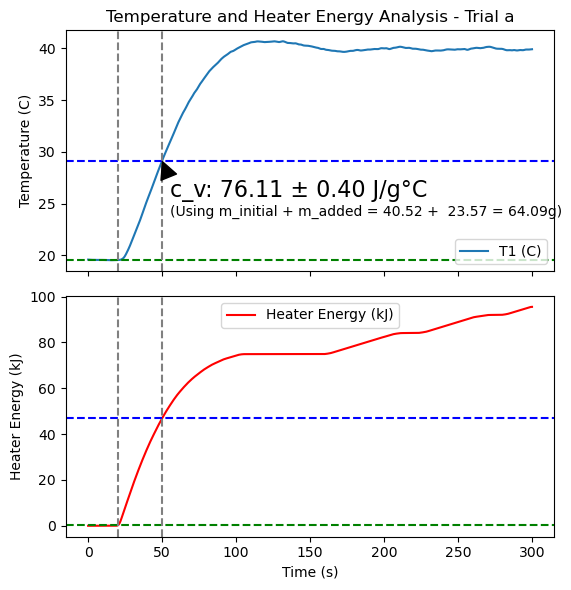 Temperature and Heater Energy Analysis - Trial a
Temperature (C)
40
35
30
25
20
c_v: 76.11 ± 0.40 J/g°C
(Using m_initial + m_added = 40.52 +  23.57 = 64.09g)
T1 (C)
Heater Energy (kJ)
100
80
60
40
20
0
Heater Energy (kJ)
0
50
100
150
200
250
300
Time (s)